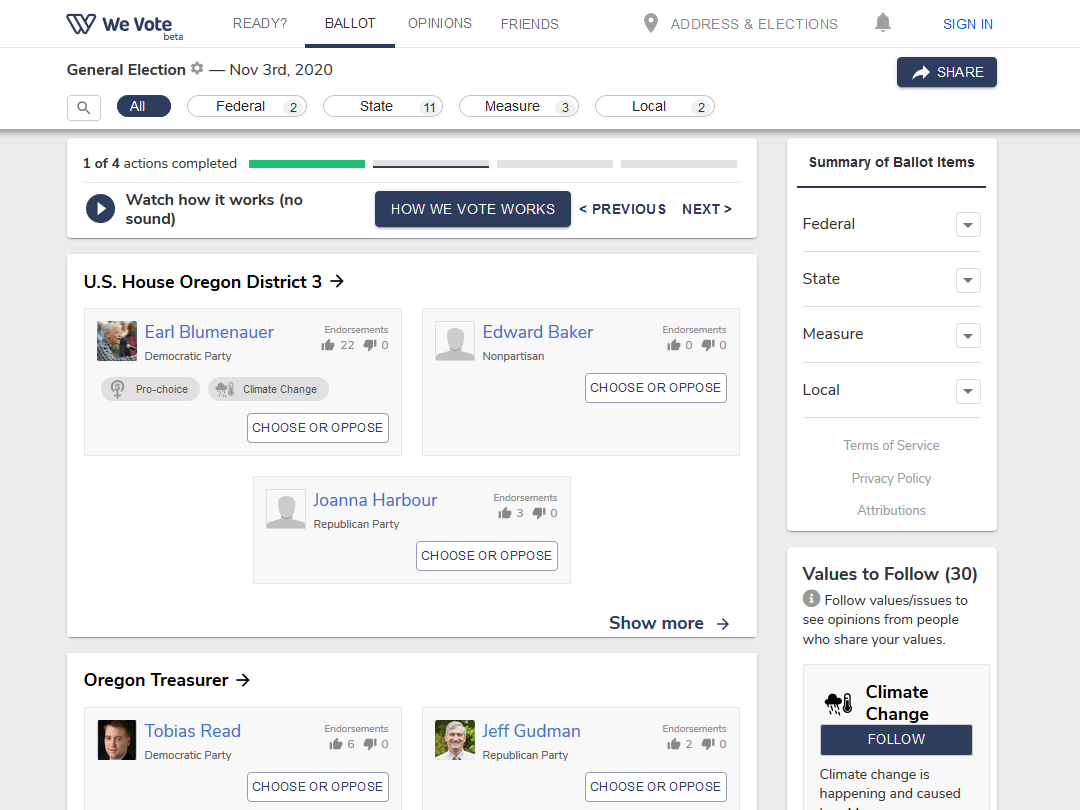 We Vote
beta
READY?
BALLOT
OPINIONS
FRIENDS
ADDRESS & ELECTIONS
SIGN IN
General Election — Nov 3rd, 2020
SHARE
All
Federal 2
State 11
Measure 3
Local 2
1 of 4 actions completed
Watch how it works (no
sound)
HOW WE VOTE WORKS
< PREVIOUS
NEXT >
U.S. House Oregon District 3
Earl Blumenauer
Democratic Party
Endorsements
22 0
Pro-choice
Climate Change
CHOOSE OR OPPOSE
Edward Baker
Nonpartisan
Endorsements
0 0
CHOOSE OR OPPOSE
Joanna Harbour
Republican Party
Endorsements
3 0
CHOOSE OR OPPOSE
Show more
Oregon Treasurer
Tobias Read
Democratic Party
Endorsements
6 0
CHOOSE OR OPPOSE
Jeff Gudman
Republican Party
Endorsements
2 0
CHOOSE OR OPPOSE
Summary of Ballot Items
Federal
State
Measure
Local
Terms of Service
Privacy Policy
Attributions
Values to Follow (30)
Follow values/issues to
see opinions from people
who share your values.
Climate
Change
FOLLOW
Climate change is
happening and caused